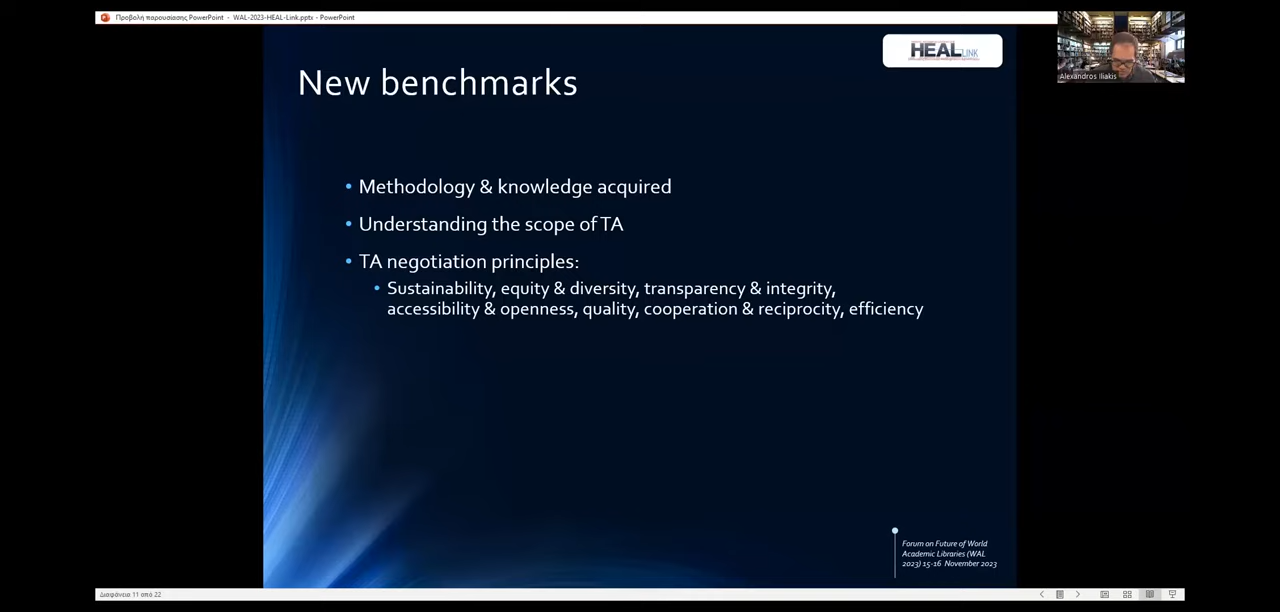 Προβολή παρουσίασης PowerPoint - WAL-2023-HEAL-Link.pptx - PowerPoint
HEAL LINK
Alexandros Iliakis
New benchmarks
• Methodology & knowledge acquired
• Understanding the scope of TA
• TA negotiation principles:
• Sustainability, equity & diversity, transparency & integrity,
accessibility & openness, quality, cooperation & reciprocity, efficiency
Forum on Future of World
Academic Libraries (WAL
2023) 15-16 November 2023
Διαφάνεια 11 από 22